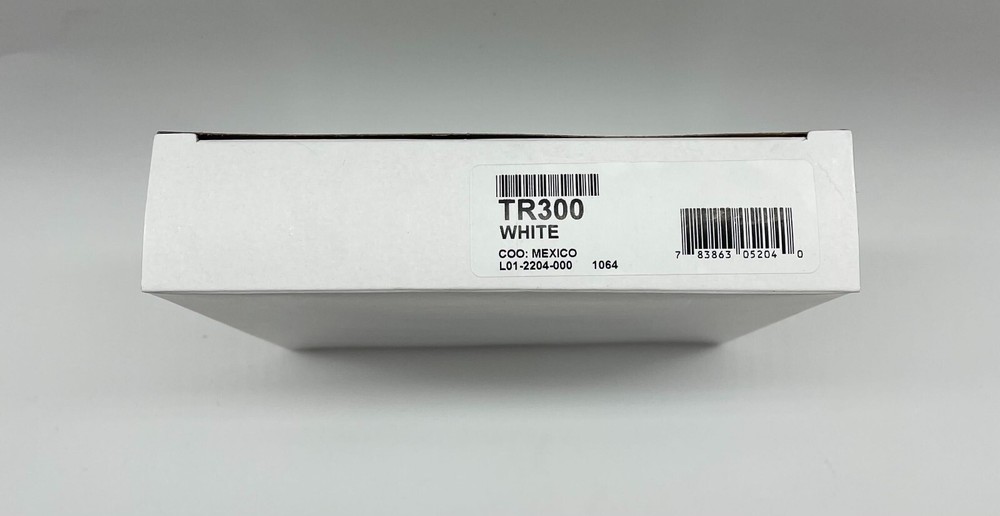 TR300
WHITE
COO: MEXICO
L01-2204-000 1064
7 83863 05204 0